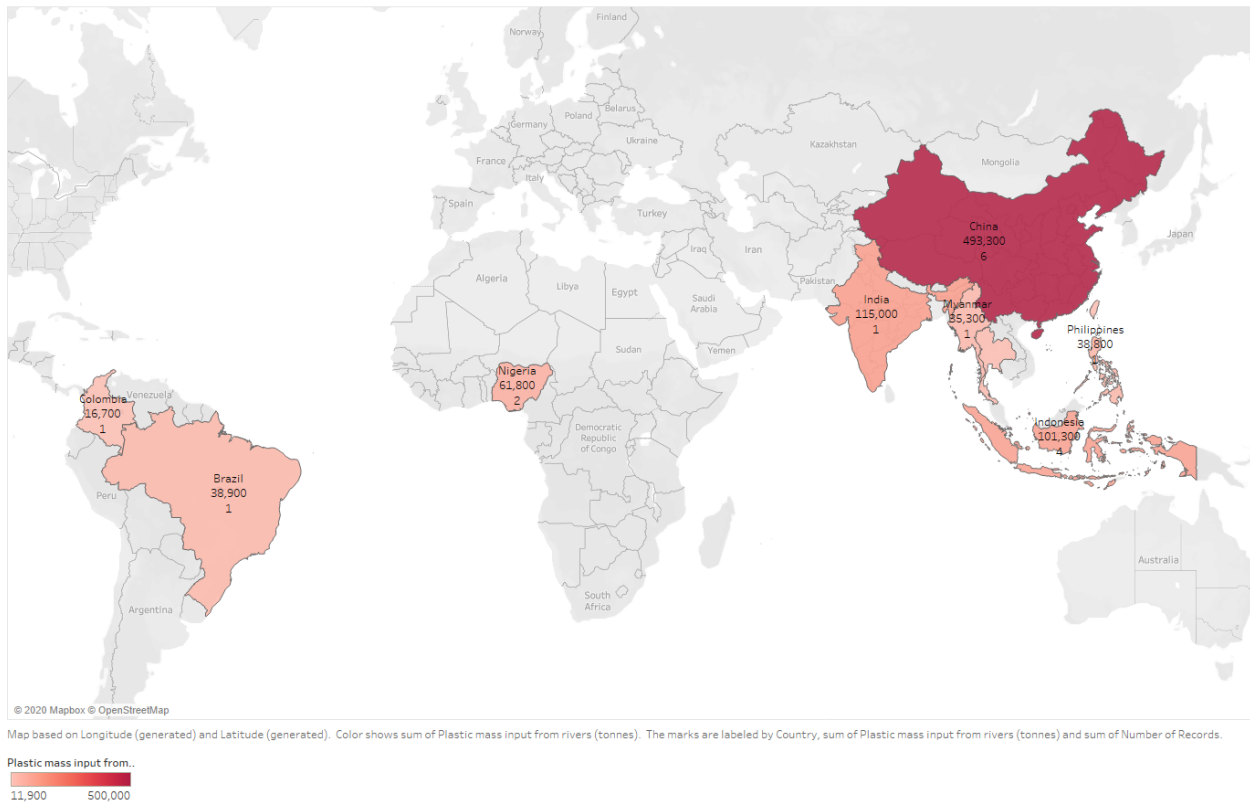 Finland
Norway
Belarus
Poland
Germany
Ukraine
Kazakhstan
France
Mongolia
Italy
Spain
Turkey
China
493,300
6
Japan
Iraq
Iran
Algeria
Libya
Egypt
Pakistan
Saudi
Arabia
India
115,000
1
Myanmar
35,300
1
Philippines
38,800
Sudan
Yemen
Nigeria
61,800
2
Colombia
16,700
1
Venezuela
Democratic
Republic
of Congo
Indonesia
101,300
4
Peru
Brazil
38,900
1
Australia
South
Africa
Argentina
© 2020 Mapbox © OpenStreetMap
Map based on Longitude (generated) and Latitude (generated). Color shows sum of Plastic mass input from rivers (tonnes). The marks are labeled by Country, sum of Plastic mass input from rivers (tonnes) and sum of Number of Records.
Plastic mass input from..
11,900 500,000